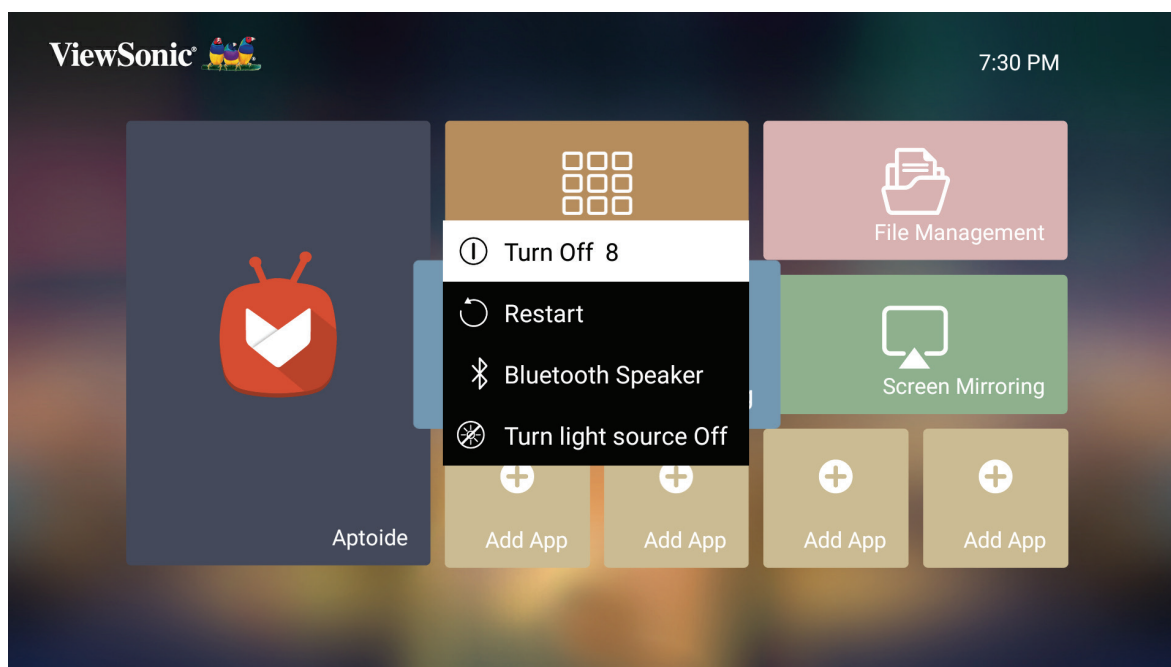 ViewSonic®
7:30 PM
File Management
Turn Off 8
Restart
Bluetooth Speaker
Screen Mirroring
Turn light source Off
Aptoide
Add App
Add App
Add App
Add App